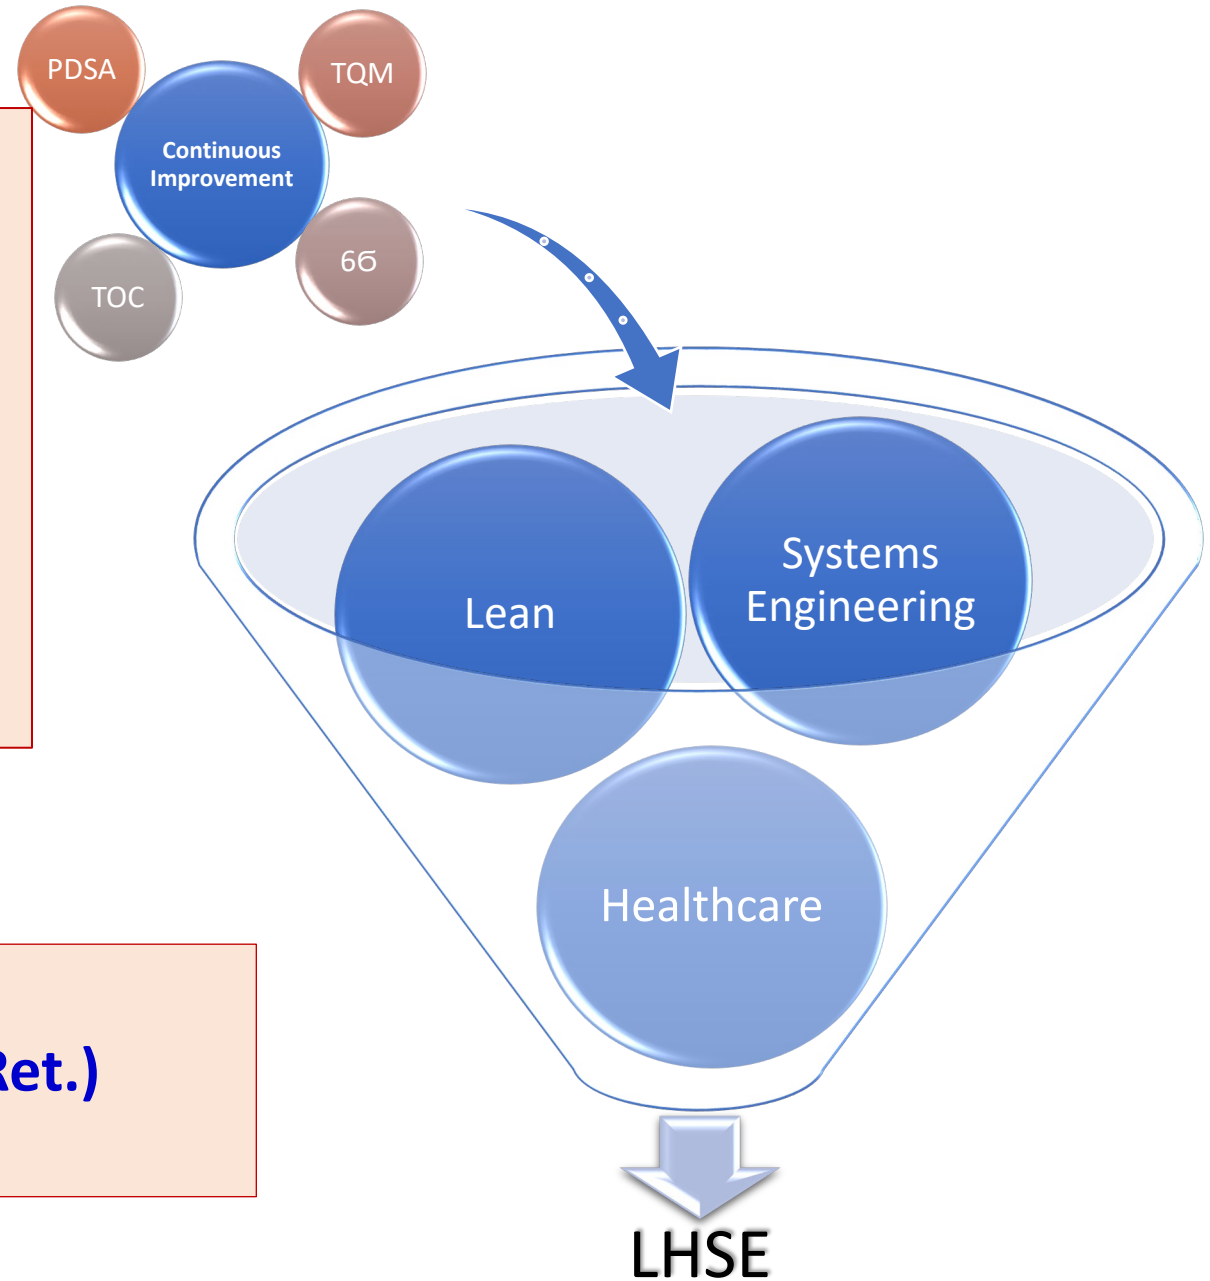 PDSA
TQM
Continuous
Improvement
6Ϭ
TOC
Systems
Engineering
Lean
Healthcare
Ret.)
LHSE